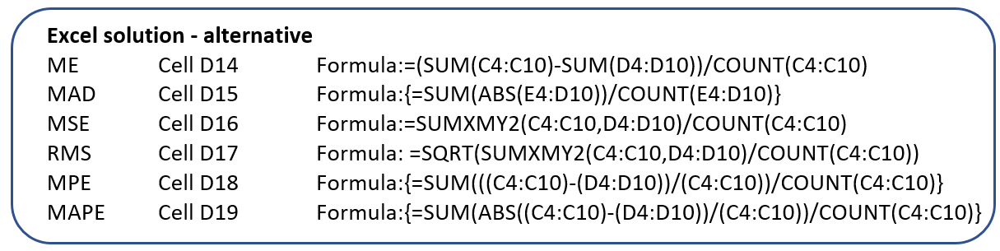 Excel solution - alternative
ME Cell D14 Formula:=(SUM(C4:C10)-SUM(D4:D10))/COUNT(C4:C10)
MAD Cell D15 Formula:{=SUM(ABS(E4:D10))/COUNT(E4:D10)}
MSE Cell D16 Formula:=SUMXMY2(C4:C10,D4:D10)/COUNT(C4:C10)
RMS Cell D17 Formula: =SQRT(SUMXMY2(C4:C10,D4:D10)/COUNT(C4:C10))
MPE Cell D18 Formula:{=SUM(((C4:C10)-(D4:D10))/(C4:C10))/COUNT(C4:C10)}
MAPE Cell D19 Formula:{=SUM(ABS((C4:C10)-(D4:D10))/(C4:C10))/COUNT(C4:C10)}